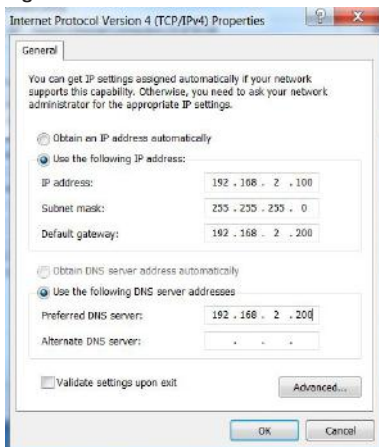 Internet Protocol Version 4 (TCP/IPv4) Properties
General
You can get IP settings assigned automatically if your network
supports this capability. Otherwise, you need to ask your network
administrator for the appropriate IP settings.
Obtain an IP address automatically
Use the following IP address:
IP address: 192 . 168 . 2 . 100
Subnet mask: 255 . 255 . 255 . 0
Default gateway: 192 . 168 . 2 . 200
Obtain DNS server address automatically
Use the following DNS server addresses
Preferred DNS server: 192 . 168 . 2 . 200
Alternate DNS server: . . .
Validate settings upon exit
Advanced...
OK Cancel